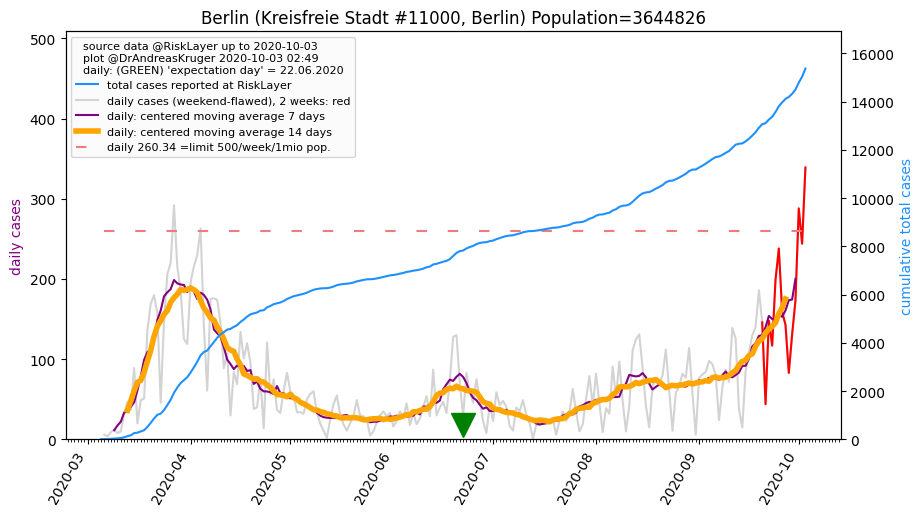 Berlin (Kreisfreie Stadt #11000, Berlin) Population=3644826
source data @RiskLayer up to 2020-10-03
plot @DrAndreasKruger 2020-10-03 02:49
daily: (GREEN) 'expectation day' = 22.06.2020
total cases reported at RiskLayer
daily cases (weekend-flawed), 2 weeks: red
daily: centered moving average 7 days
daily: centered moving average 14 days
daily 260.34 =limit 500/week/1mio pop.
daily cases
500
400
300
200
100
0
cumulative total cases
16000
14000
12000
10000
8000
6000
4000
2000
0
2020-03
2020-04
2020-05
2020-06
2020-07
2020-08
2020-09
2020-10